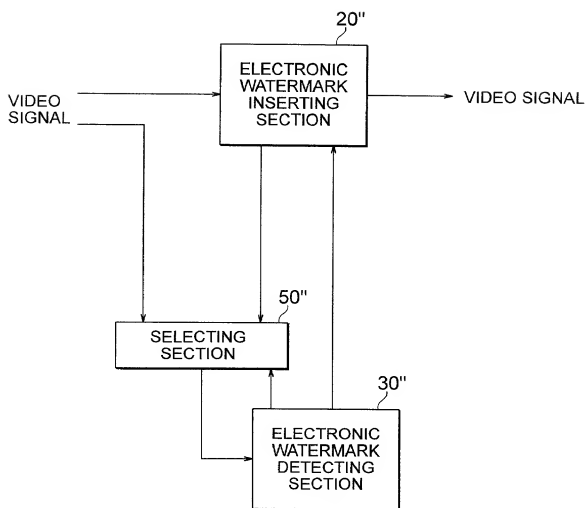 20"
ELECTRONIC
WATERMARK
INSERTING
SECTION
VIDEO
SIGNAL
VIDEO SIGNAL
50"
SELECTING
SECTION
30"
ELECTRONIC
WATERMARK
DETECTING
SECTION